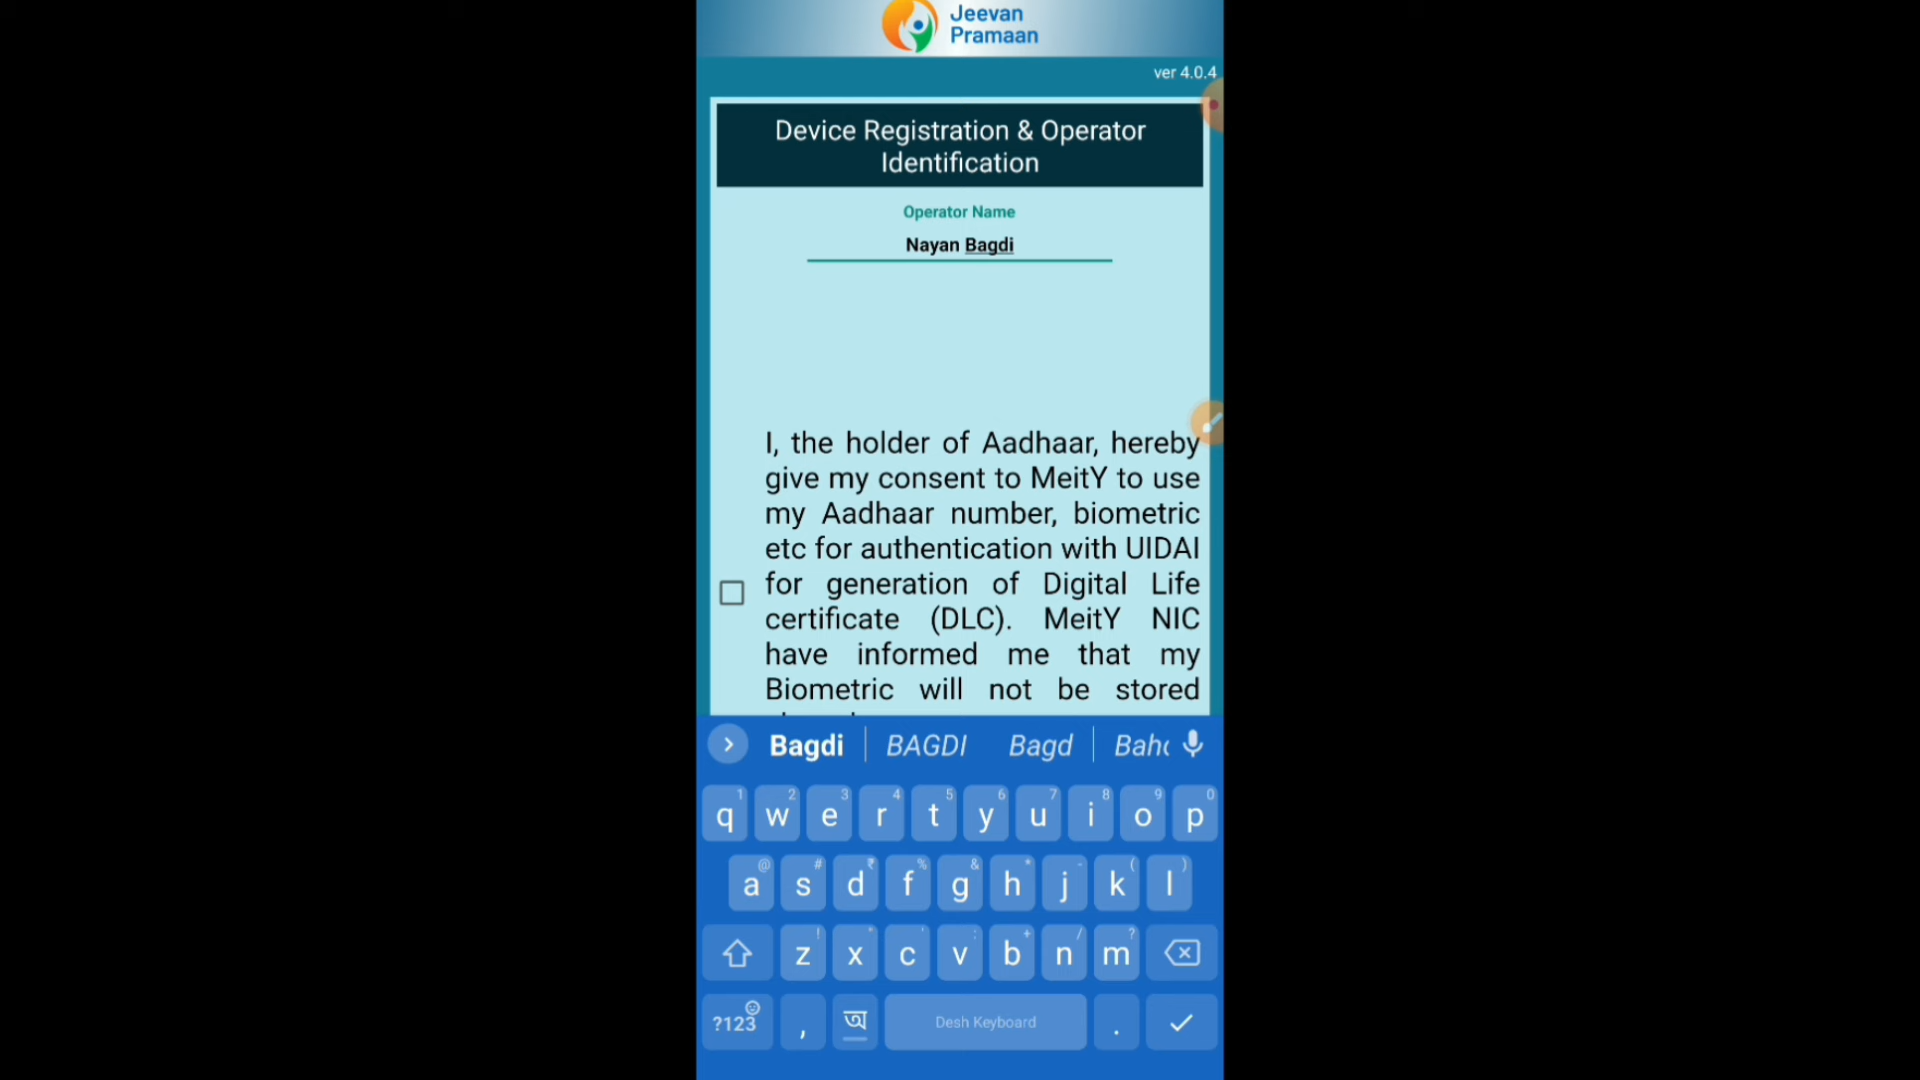 Jeevan
Pramaan
ver 4.0.4
Device Registration & Operator
Identification
Operator Name
Nayan Bagdi
I, the holder of Aadhaar, hereby
give my consent to MeitY to use
my Aadhaar number, biometric
etc for authentication with UIDAI
for generation of Digital Life
certificate (DLC). MeitY NIC
have informed me that my
Biometric will not be stored
Bagdi BAGDI Bagd
1 2 3 4 5 6 7 8 9 0
q w e r t y u i o p
@ # ₹ % & * - ( )
a s d f g h j k l
! " ' : + / ?
z x c v b n m
?123 , অ Desh Keyboard .